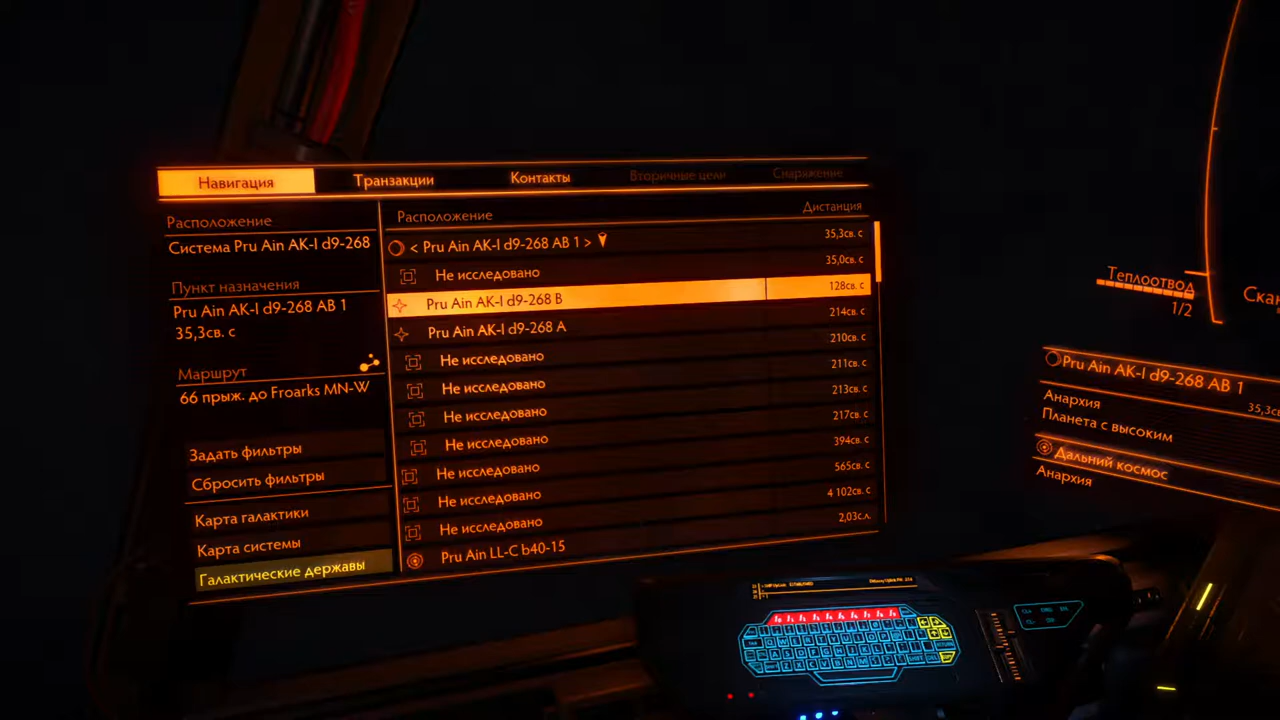 Навигация Транзакции Контакты Вторичные цели Снаряжение
Расположение
Система Pru Ain AK-I d9-268
Пункт назначения
Pru Ain AK-I d9-268 AB 1
35,3св. с
Маршрут
66 прыж. до Froarks MN-W
Задать фильтры
Сбросить фильтры
Карта галактики
Карта системы
Галактические державы
Расположение Дистанция
< Pru Ain AK-I d9-268 AB 1 > 35,3св. с
Не исследовано 35,0св. с
Pru Ain AK-I d9-268 B 128св. с
Pru Ain AK-I d9-268 A 214св. с
Не исследовано 210св. с
Не исследовано 211св. с
Не исследовано 213св. с
Не исследовано 217св. с
Не исследовано 394св. с
Не исследовано 565св. с
Не исследовано 4 102св. с
Pru Ain LL-C b40-15 2,03с.л.
Теплоотвод
1/2
Ска
Pru Ain AK-I d9-268 AB 1
35,3с
Анархия
Планета с высоким
Дальний космос
Анархия